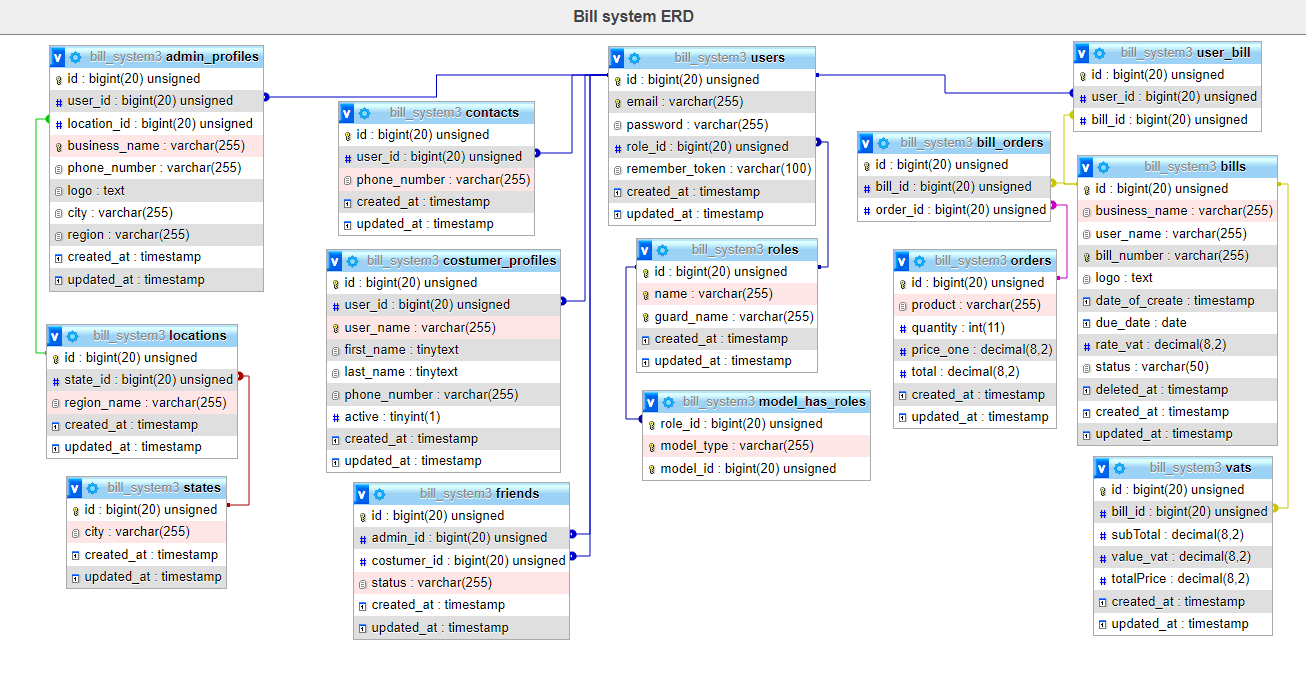 Bill system ERD
bill_system3 admin_profiles
id : bigint(20) unsigned
user_id : bigint(20) unsigned
location_id : bigint(20) unsigned
business_name : varchar(255)
phone_number : varchar(255)
logo : text
city : varchar(255)
region : varchar(255)
created_at : timestamp
updated_at : timestamp
bill_system3 locations
id : bigint(20) unsigned
state_id : bigint(20) unsigned
region_name : varchar(255)
created_at : timestamp
updated_at : timestamp
bill_system3 states
id : bigint(20) unsigned
city : varchar(255)
created_at : timestamp
updated_at : timestamp
bill_system3 contacts
id : bigint(20) unsigned
user_id : bigint(20) unsigned
phone_number : varchar(255)
created_at : timestamp
updated_at : timestamp
bill_system3 costumer_profiles
id : bigint(20) unsigned
user_id : bigint(20) unsigned
user_name : varchar(255)
first_name : tinytext
last_name : tinytext
phone_number : varchar(255)
active : tinyint(1)
created_at : timestamp
updated_at : timestamp
bill_system3 friends
id : bigint(20) unsigned
admin_id : bigint(20) unsigned
costumer_id : bigint(20) unsigned
status : varchar(255)
created_at : timestamp
updated_at : timestamp
bill_system3 users
id : bigint(20) unsigned
email : varchar(255)
password : varchar(255)
role_id : bigint(20) unsigned
remember_token : varchar(100)
created_at : timestamp
updated_at : timestamp
bill_system3 roles
id : bigint(20) unsigned
name : varchar(255)
guard_name : varchar(255)
created_at : timestamp
updated_at : timestamp
bill_system3 model_has_roles
role_id : bigint(20) unsigned
model_type : varchar(255)
model_id : bigint(20) unsigned
bill_system3 bill_orders
id : bigint(20) unsigned
bill_id : bigint(20) unsigned
order_id : bigint(20) unsigned
bill_system3 orders
id : bigint(20) unsigned
product : varchar(255)
quantity : int(11)
price_one : decimal(8,2)
total : decimal(8,2)
created_at : timestamp
updated_at : timestamp
bill_system3 user_bill
id : bigint(20) unsigned
user_id : bigint(20) unsigned
bill_id : bigint(20) unsigned
bill_system3 bills
id : bigint(20) unsigned
business_name : varchar(255)
user_name : varchar(255)
bill_number : varchar(255)
logo : text
date_of_create : timestamp
due_date : date
rate_vat : decimal(8,2)
status : varchar(50)
deleted_at : timestamp
created_at : timestamp
updated_at : timestamp
bill_system3 vats
id : bigint(20) unsigned
bill_id : bigint(20) unsigned
subTotal : decimal(8,2)
value_vat : decimal(8,2)
totalPrice : decimal(8,2)
created_at : timestamp
updated_at : timestamp